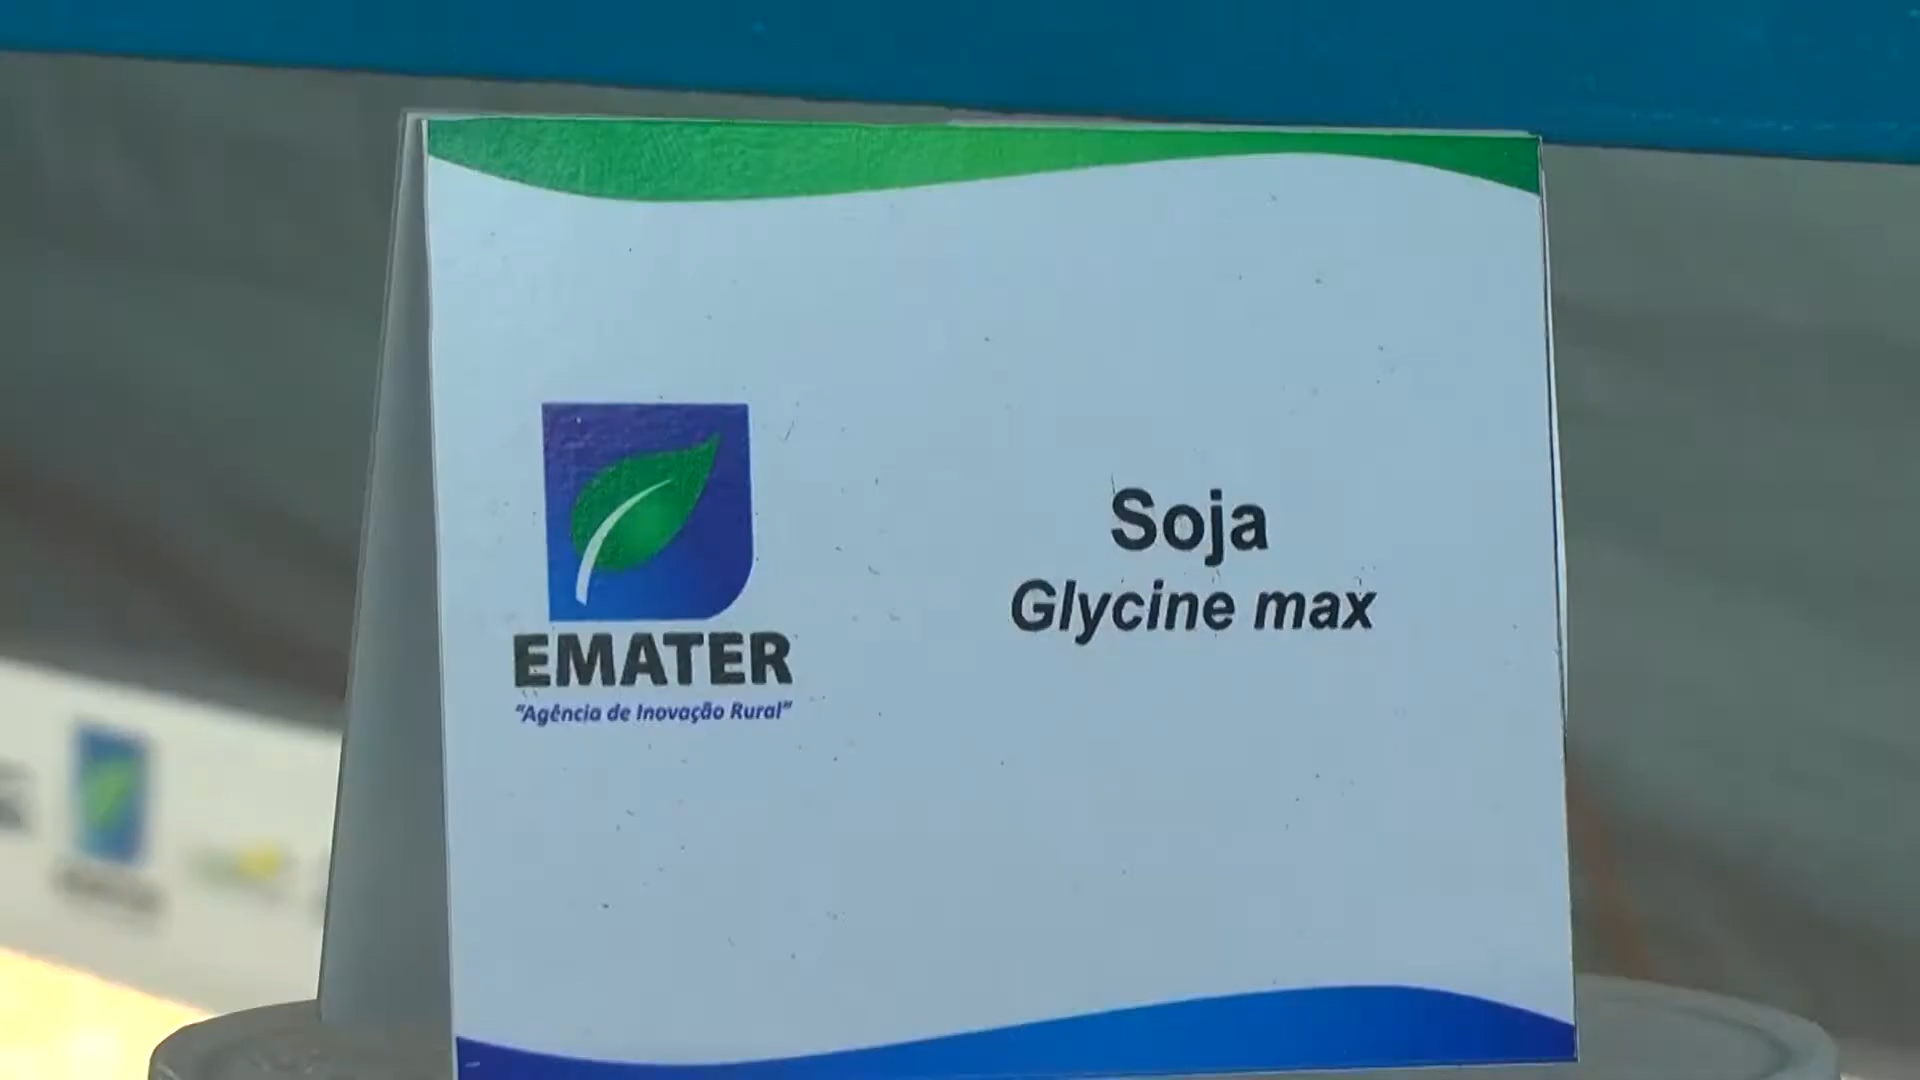 Soja
Glycine max
EMATER
"Agência de Inovação Rural"